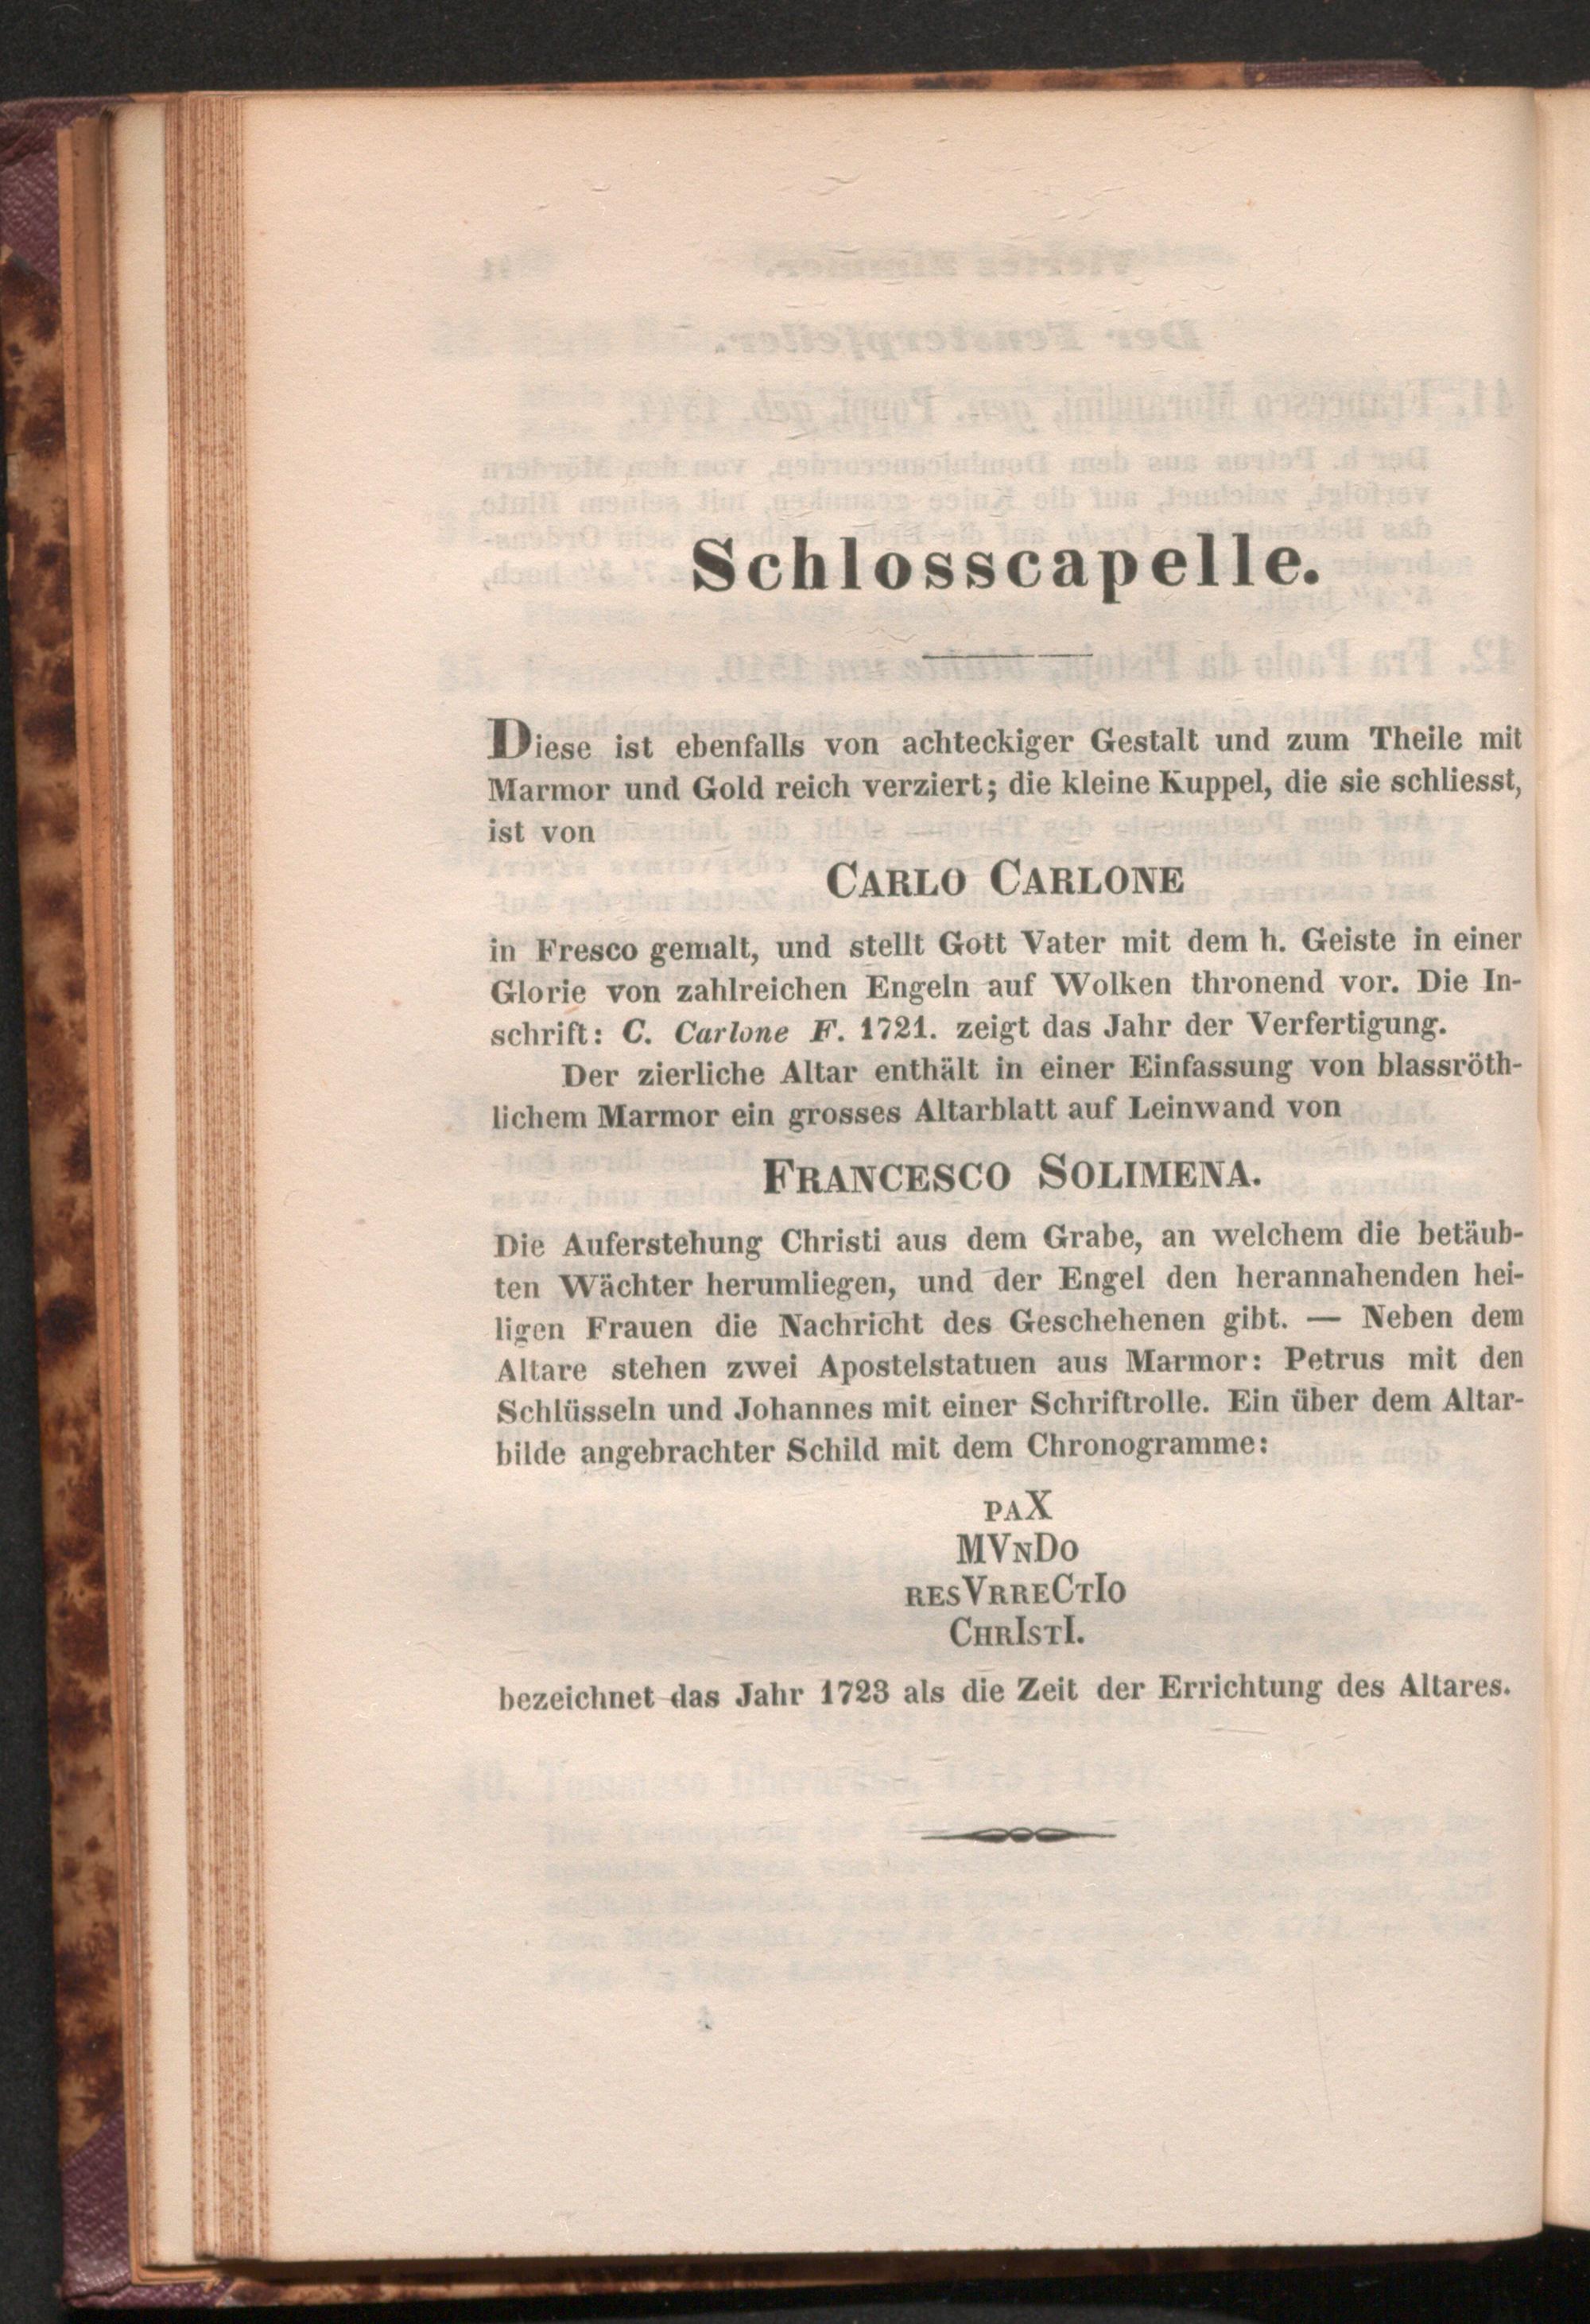 Schlosscapelle.
Diese ist ebenfalls von achteckiger Gestalt und zum Theile mit
Marmor und Gold reich verziert; die kleine Kuppel, die sie schliesst,
ist von
CARLO CARLONE
in Fresco gemalt, und stellt Gott Vater mit dem h. Geiste in einer
Glorie von zahlreichen Engeln auf Wolken thronend vor. Die In-
schrift: C. Carlone F. 1721. zeigt das Jahr der Verfertigung.
Der zierliche Altar enthält in einer Einfassung von blassröth-
lichem Marmor ein grosses Altarblatt auf Leinwand von
FRANCESCO SOLIMENA.
Die Auferstehung Christi aus dem Grabe, an welchem die betäub-
ten Wächter herumliegen, und der Engel den herannahenden hei-
ligen Frauen die Nachricht des Geschehenen gibt. — Neben dem
Altare stehen zwei Apostelstatuen aus Marmor: Petrus mit den
Schlüsseln und Johannes mit einer Schriftrolle. Ein über dem Altar-
bilde angebrachter Schild mit dem Chronogramme:
paX
MVnDo
resVrreCtIo
ChrIstI.
bezeichnet das Jahr 1723 als die Zeit der Errichtung des Altares.